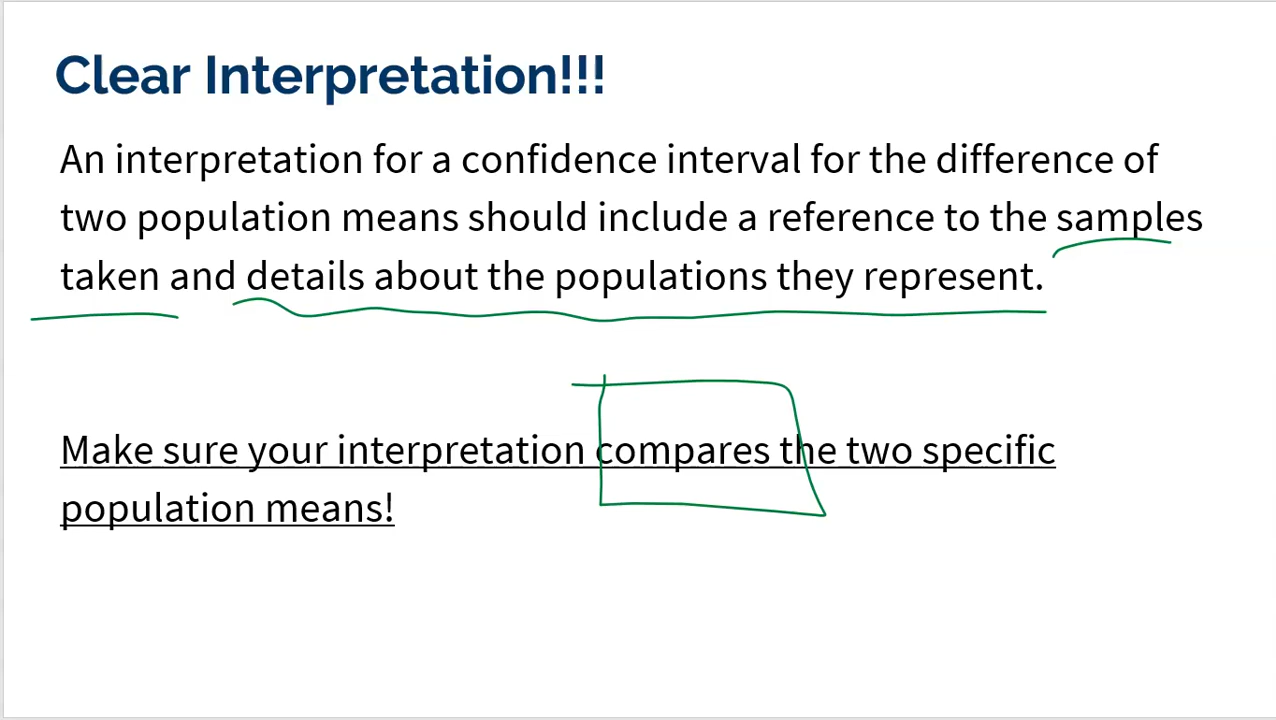 Clear Interpretation!!!
An interpretation for a confidence interval for the difference of
two population means should include a reference to the samples
taken and details about the populations they represent.
Make sure your interpretation compares the two specific
population means!